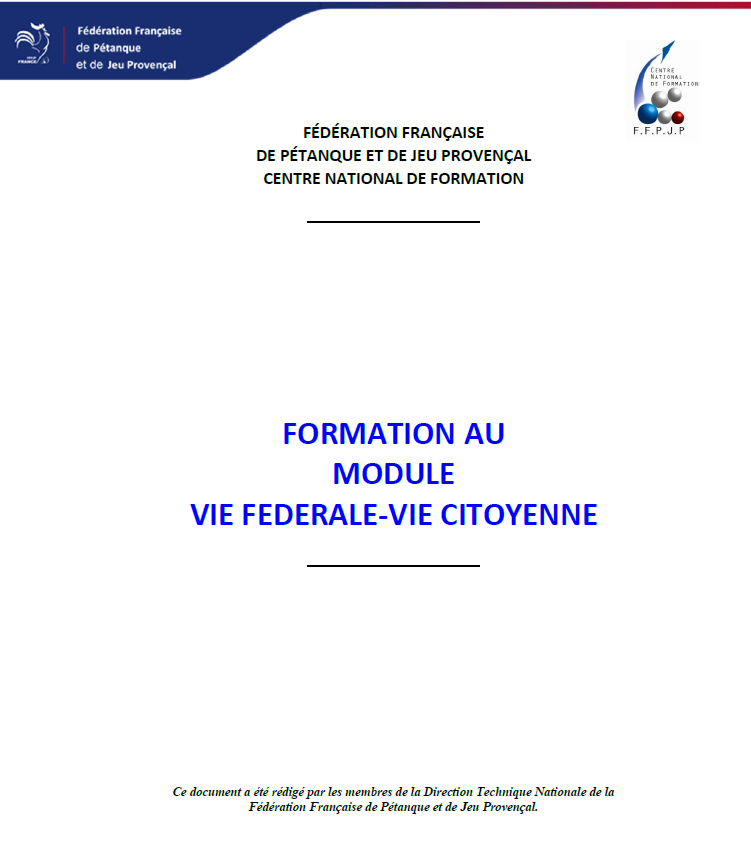 Fédération Française
de Pétanque
et de Jeu Provençal
FRANCE
CENTRE
NATIONAL
DE FORMATION
F.F.P.J.P
FÉDÉRATION FRANÇAISE
DE PÉTANQUE ET DE JEU PROVENÇAL
CENTRE NATIONAL DE FORMATION
FORMATION AU
MODULE
VIE FEDERALE-VIE CITOYENNE
Ce document a été rédigé par les membres de la Direction Technique Nationale de la
Fédération Française de Pétanque et de Jeu Provençal.